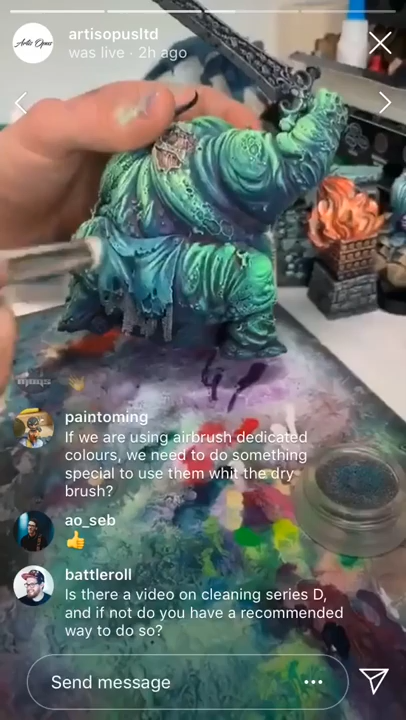 Artis Opus
artisopusltd
was live · 2h ago
paintoming
If we are using airbrush dedicated
colours, we need to do something
special to use them whit the dry
brush?
ao_seb
👍
battleroll
Is there a video on cleaning series D,
and if not do you have a recommended
way to do so?
Send message